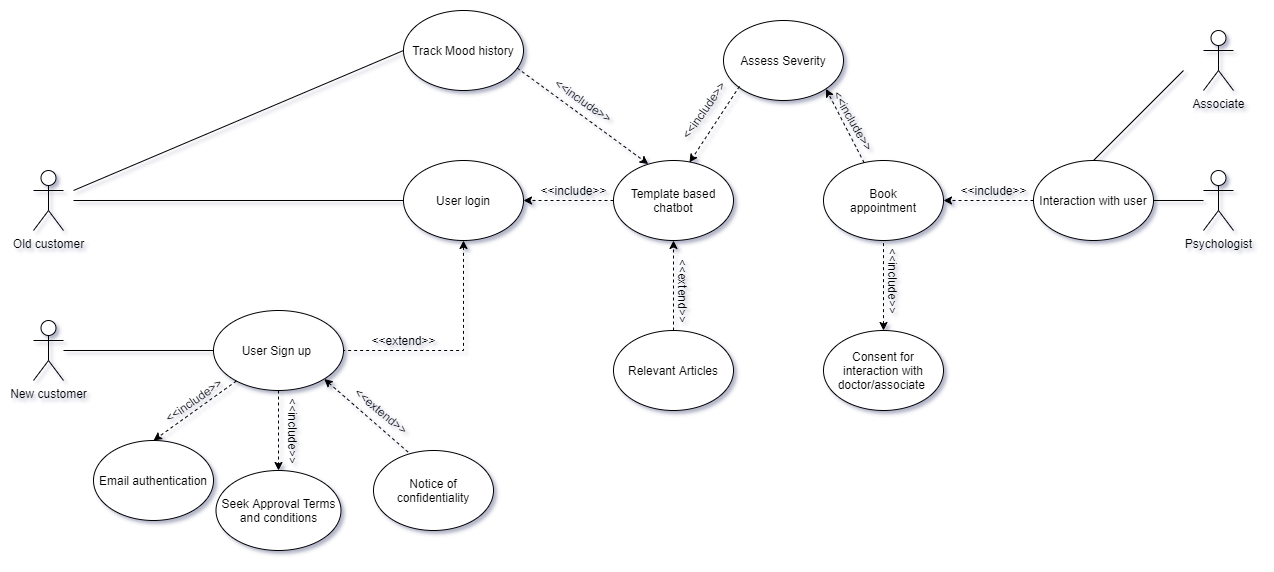 Track Mood history
Assess Severity
<<include>>
<<include>>
<<include>>
Associate
Old customer
User login
<<include>>
Template based
chatbot
Book
appointment
<<include>>
Interaction with user
Psychologist
<<extend>>
<<include>>
New customer
User Sign up
<<extend>>
Relevant Articles
Consent for
interaction with
doctor/associate
<<include>>
<<include>>
<<extend>>
Email authentication
Seek Approval Terms
and conditions
Notice of
confidentiality